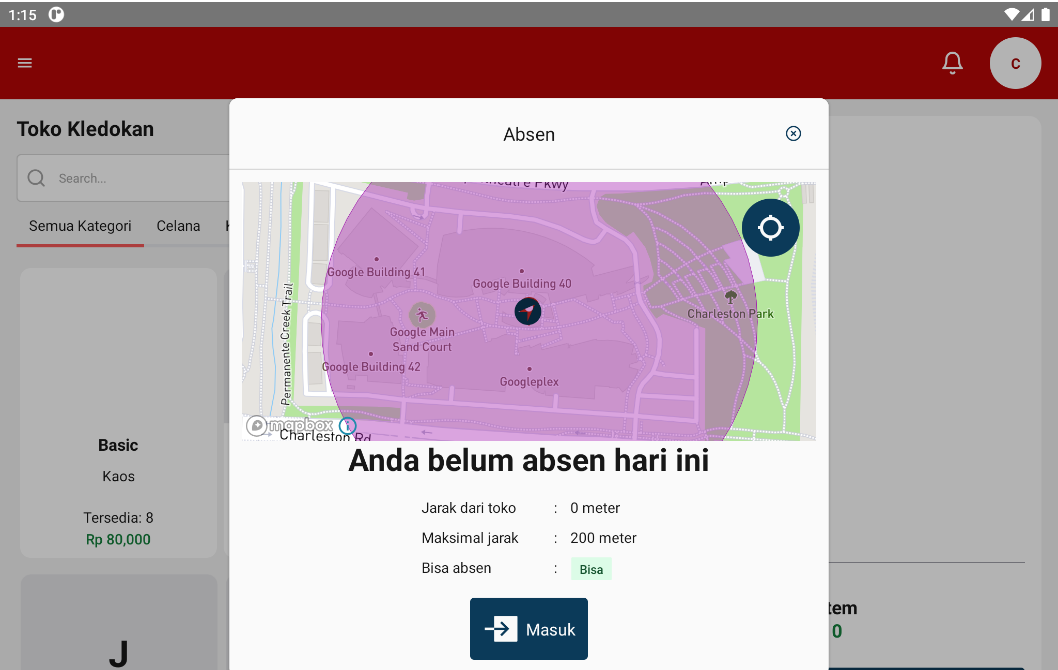 1:15
C
Toko Kledokan
Search...
Semua Kategori
Celana
Basic
Kaos
Tersedia: 8
Rp 80,000
J
Absen
Pkwy
Google Building 41
Google Building 40
Charleston Park
Google Main
Sand Court
Google Building 42
Googleplex
Permanente Creek Trail
mapbox
Charleston Rd
Anda belum absen hari ini
Jarak dari toko : 0 meter
Maksimal jarak : 200 meter
Bisa absen : Bisa
Masuk
tem
0